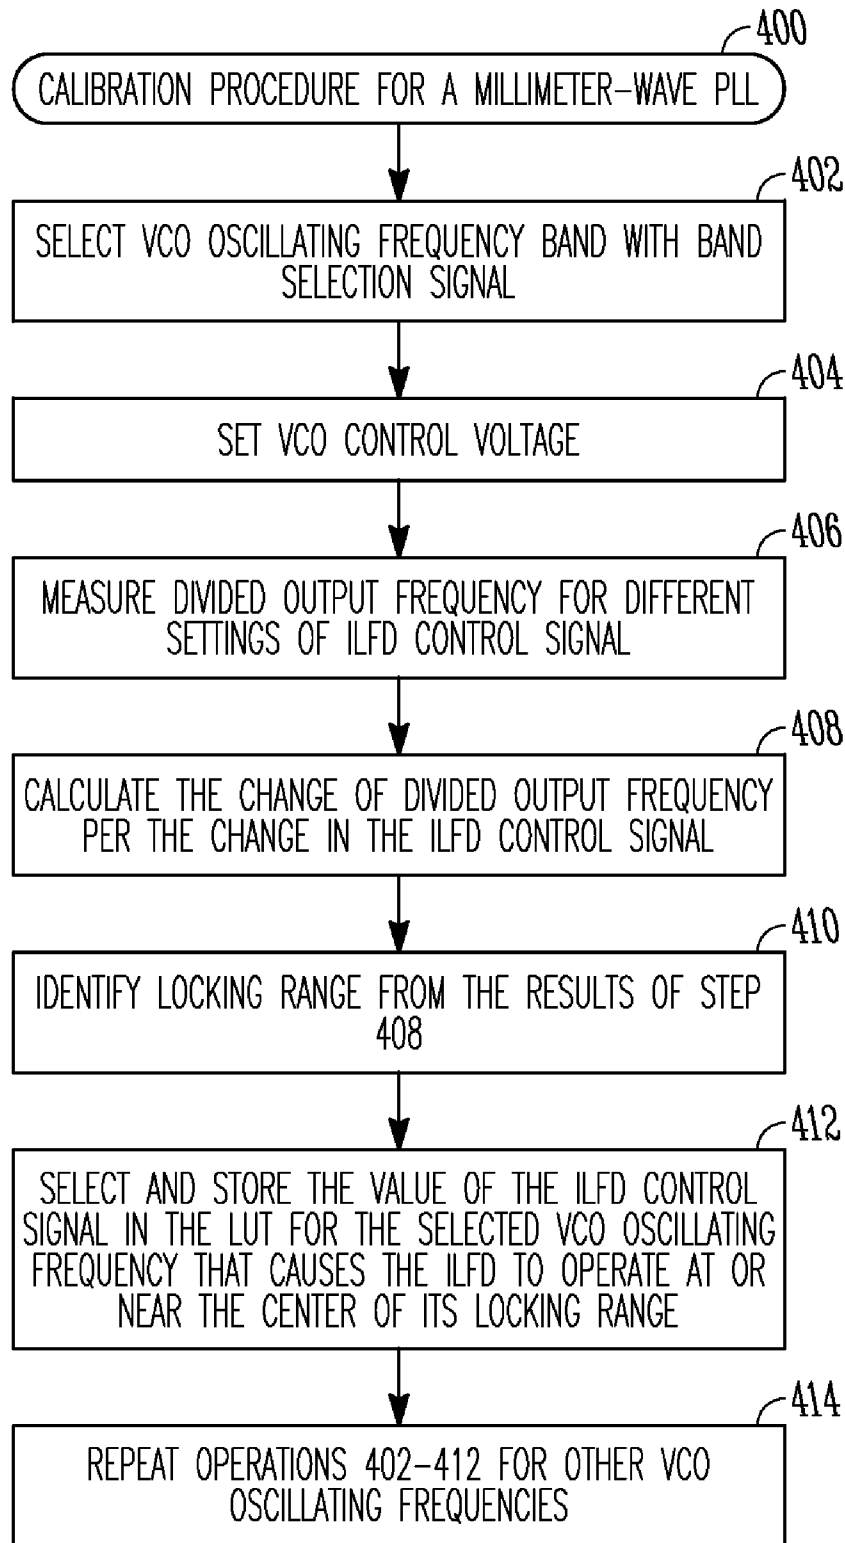 400
CALIBRATION PROCEDURE FOR A MILLIMETER-WAVE PLL
402
SELECT VCO OSCILLATING FREQUENCY BAND WITH BAND
SELECTION SIGNAL
404
SET VCO CONTROL VOLTAGE
406
MEASURE DIVIDED OUTPUT FREQUENCY FOR DIFFERENT
SETTINGS OF ILFD CONTROL SIGNAL
408
CALCULATE THE CHANGE OF DIVIDED OUTPUT FREQUENCY
PER THE CHANGE IN THE ILFD CONTROL SIGNAL
410
IDENTIFY LOCKING RANGE FROM THE RESULTS OF STEP
408
412
SELECT AND STORE THE VALUE OF THE ILFD CONTROL
SIGNAL IN THE LUT FOR THE SELECTED VCO OSCILLATING
FREQUENCY THAT CAUSES THE ILFD TO OPERATE AT OR
NEAR THE CENTER OF ITS LOCKING RANGE
414
REPEAT OPERATIONS 402-412 FOR OTHER VCO
OSCILLATING FREQUENCIES